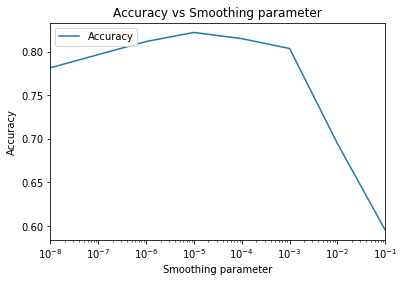 Accuracy vs Smoothing parameter
Accuracy
0.80
0.75
0.70
0.65
0.60
Accuracy
10⁻⁸ 10⁻⁷ 10⁻⁶ 10⁻⁵ 10⁻⁴ 10⁻³ 10⁻² 10⁻¹
Smoothing parameter